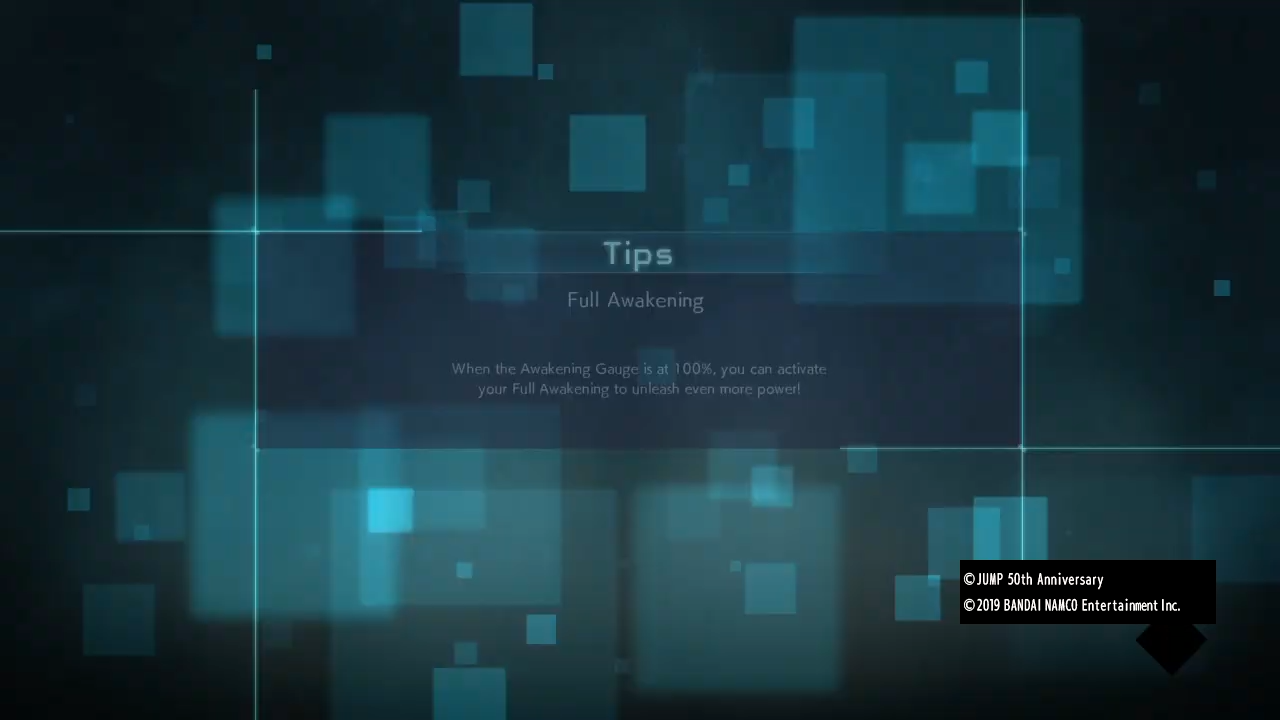 Tips
Full Awakening
When the Awakening Gauge is at 100%, you can activate
your Full Awakening to unleash even more power!
©JUMP 50th Anniversary
©2019 BANDAI NAMCO Entertainment Inc.